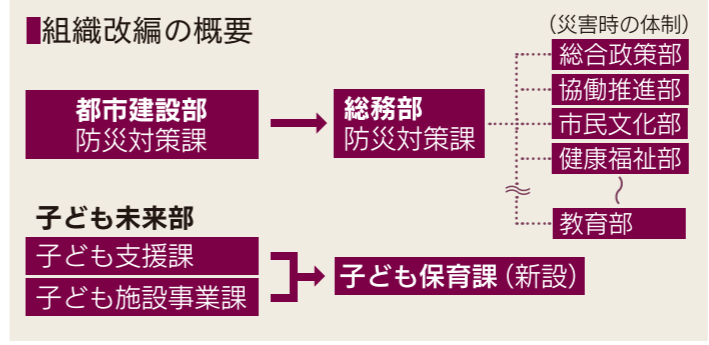 ■組織改編の概要
都市建設部
防災対策課
総務部
防災対策課
（災害時の体制）
総合政策部
協働推進部
市民文化部
健康福祉部
〜
教育部
子ども未来部
子ども支援課
子ども施設事業課
子ども保育課（新設）